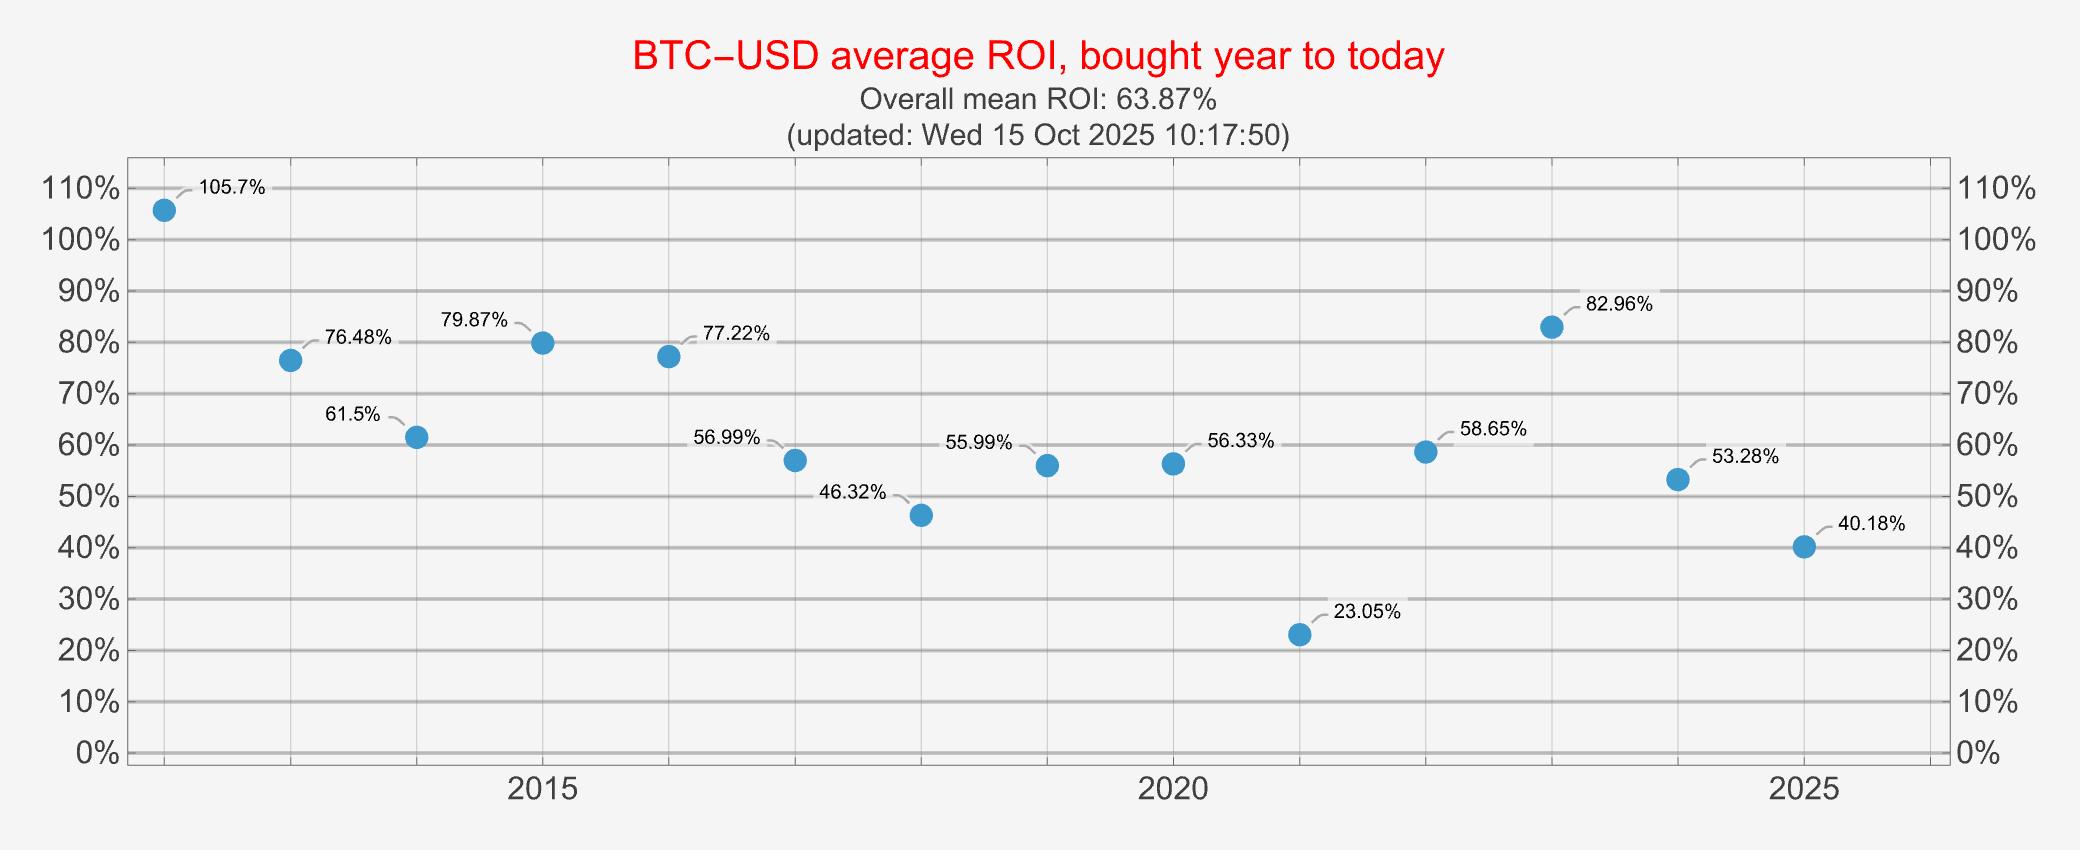 BTC–USD average ROI, bought year to today
Overall mean ROI: 63.87%
(updated: Wed 15 Oct 2025 10:17:50)
110% 105.7% 110%
100% 100%
90% 90%
82.96%
79.87%
80% 76.48% 77.22% 80%
70% 70%
61.5%
58.65%
60% 56.99% 55.99% 56.33% 60%
53.28%
50% 46.32% 50%
40.18%
40% 40%
30% 30%
23.05%
20% 20%
10% 10%
0% 0%
2015 2020 2025